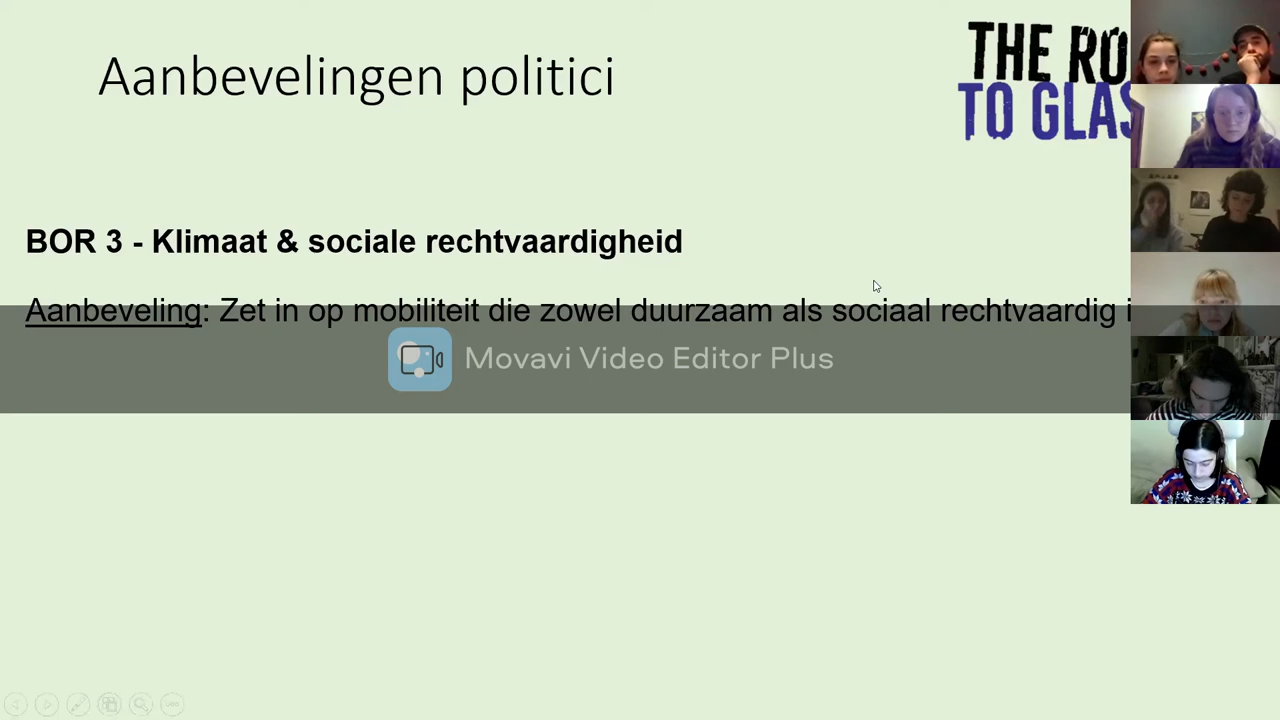 Aanbevelingen politici
THE RO
TO GLAS
BOR 3 - Klimaat & sociale rechtvaardigheid
Aanbeveling: Zet in op mobiliteit die zowel duurzaam als sociaal rechtvaardig i
Movavi Video Editor Plus